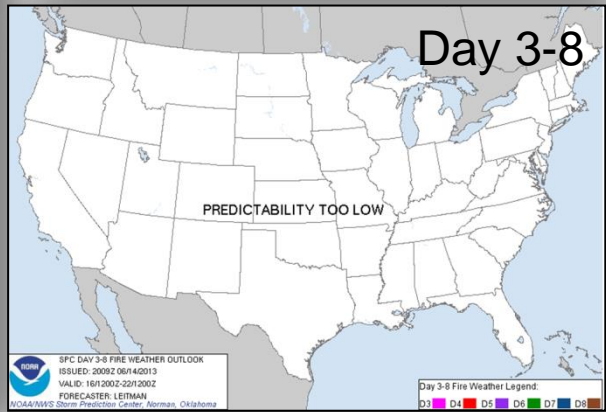 Day 3-8
PREDICTABILITY TOO LOW
NOAA
SPC DAY 3-8 FIRE WEATHER OUTLOOK
ISSUED: 2009Z 06/14/2013
VALID: 16/1200Z-22/1200Z
FORECASTER: LEITMAN
NOAA/NWS Storm Prediction Center, Norman, Oklahoma
Day 3-8 Fire Weather Legend:
D3 D4 D5 D6 D7 D8